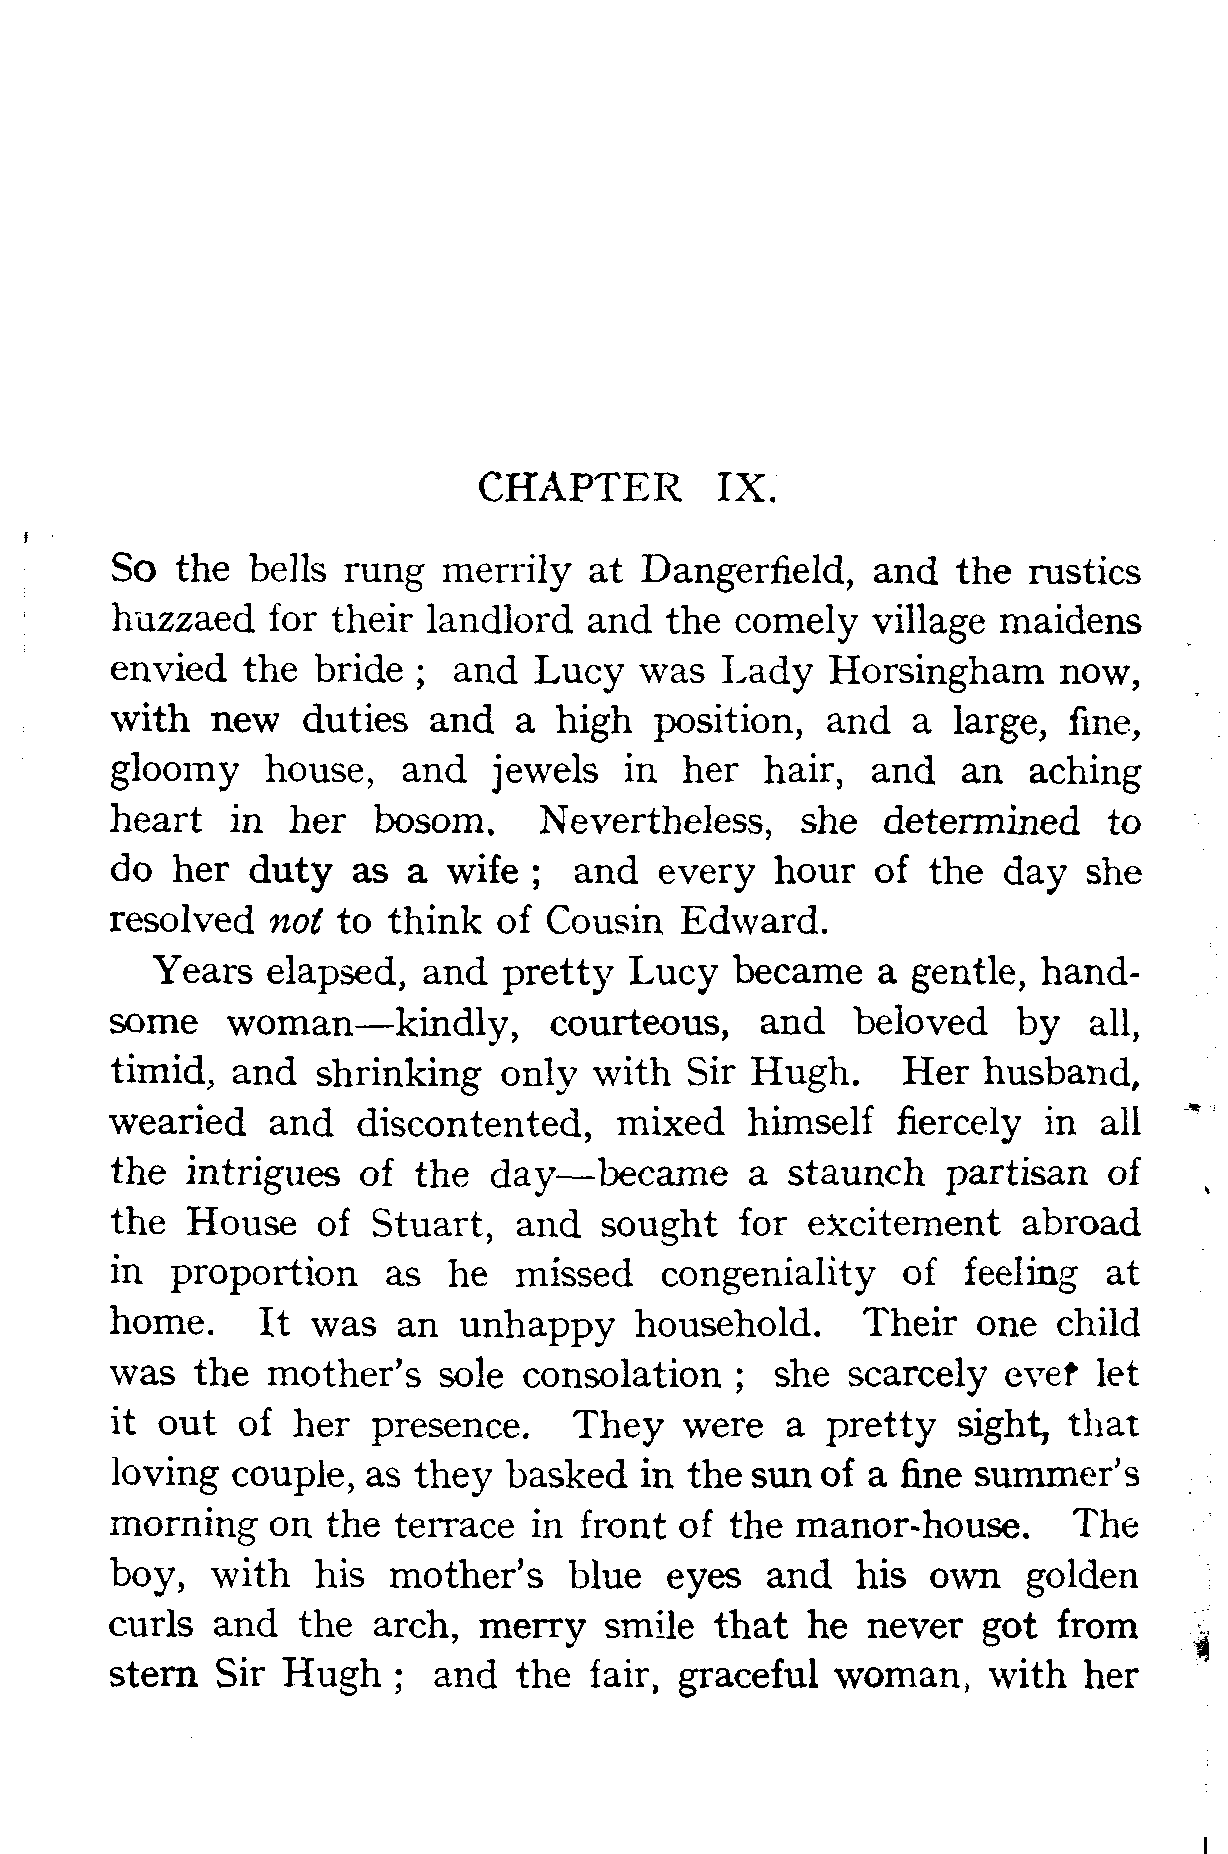 CHAPTER IX.
So the bells rung merrily at Dangerfield, and the rustics
huzzaed for their landlord and the comely village maidens
envied the bride ; and Lucy was Lady Horsingham now,
with new duties and a high position, and a large, fine,
gloomy house, and jewels in her hair, and an aching
heart in her bosom. Nevertheless, she determined to
do her duty as a wife ; and every hour of the day she
resolved not to think of Cousin Edward.
Years elapsed, and pretty Lucy became a gentle, hand-
some woman—kindly, courteous, and beloved by all,
timid, and shrinking only with Sir Hugh. Her husband,
wearied and discontented, mixed himself fiercely in all
the intrigues of the day—became a staunch partisan of
the House of Stuart, and sought for excitement abroad
in proportion as he missed congeniality of feeling at
home. It was an unhappy household. Their one child
was the mother's sole consolation ; she scarcely ever let
it out of her presence. They were a pretty sight, that
loving couple, as they basked in the sun of a fine summer's
morning on the terrace in front of the manor-house. The
boy, with his mother's blue eyes and his own golden
curls and the arch, merry smile that he never got from
stern Sir Hugh ; and the fair, graceful woman, with her